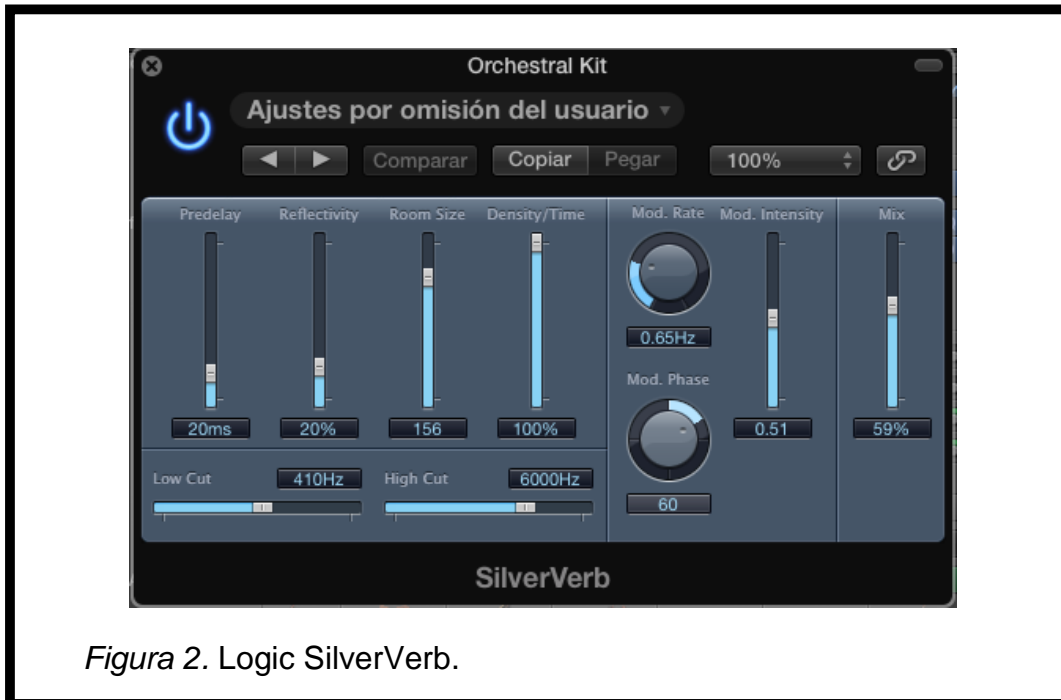 Orchestral Kit
Ajustes por omisión del usuario
Comparar Copiar Pegar 100%
Predelay Reflectivity Room Size Density/Time Mod. Rate Mod. Intensity Mix
0.65Hz
Mod. Phase
20ms 20% 156 100% 0.51 59%
Low Cut 410Hz High Cut 6000Hz
60
SilverVerb
Figura 2. Logic SilverVerb.